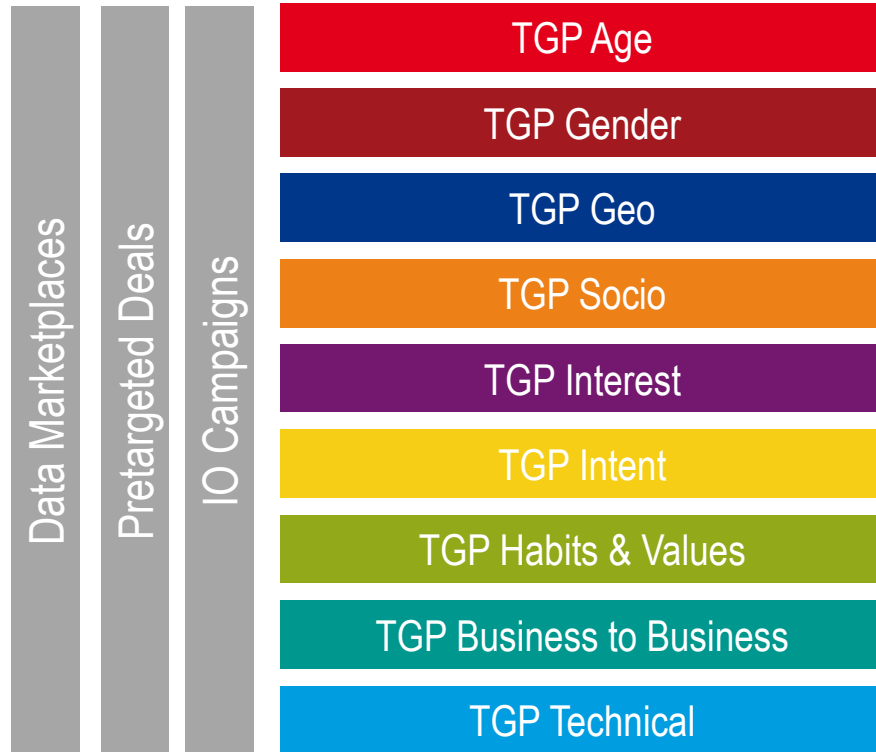 Data Marketplaces
Pretargeted Deals
IO Campaigns
TGP Age
TGP Gender
TGP Geo
TGP Socio
TGP Interest
TGP Intent
TGP Habits & Values
TGP Business to Business
TGP Technical